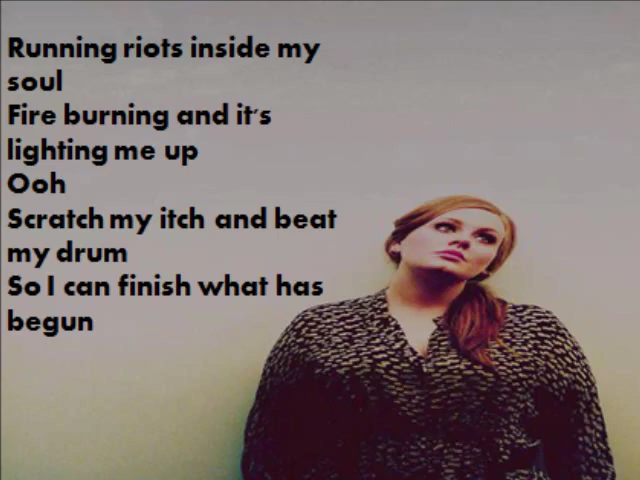 Running riots inside my
soul
Fire burning and it's
lighting me up
Ooh
Scratch my itch and beat
my drum
So I can finish what has
begun